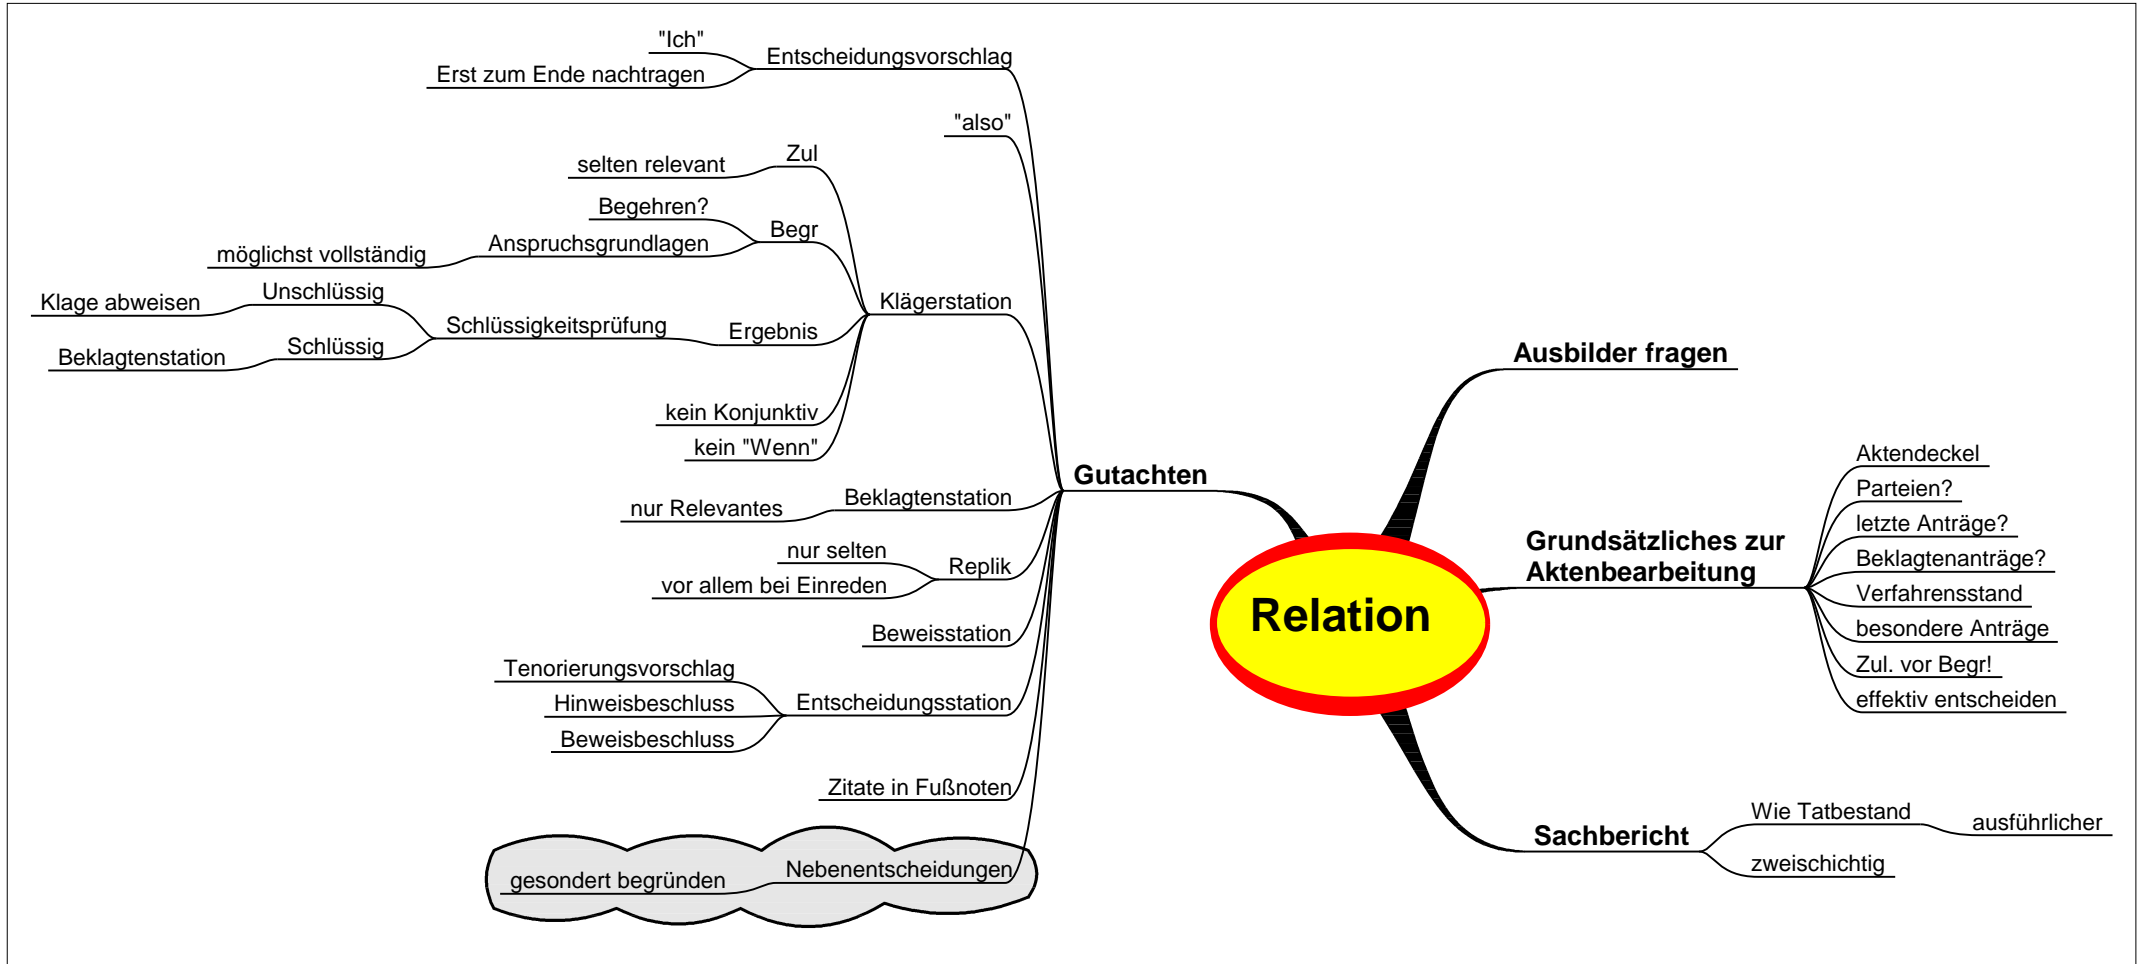 Relation
Ausbilder fragen
Grundsätzliches zur
Aktenbearbeitung
Aktendeckel
Parteien?
letzte Anträge?
Beklagtenanträge?
Verfahrensstand
besondere Anträge
Zul. vor Begr!
effektiv entscheiden
Sachbericht
Wie Tatbestand
ausführlicher
zweischichtig
Gutachten
Entscheidungsvorschlag
"Ich"
Erst zum Ende nachtragen
"also"
Klägerstation
Zul
selten relevant
Begr
Begehren?
Anspruchsgrundlagen
möglichst vollständig
Ergebnis
Schlüssigkeitsprüfung
Unschlüssig
Klage abweisen
Schlüssig
Beklagtenstation
kein Konjunktiv
kein "Wenn"
Beklagtenstation
nur Relevantes
Replik
nur selten
vor allem bei Einreden
Beweisstation
Entscheidungsstation
Tenorierungsvorschlag
Hinweisbeschluss
Beweisbeschluss
Zitate in Fußnoten
Nebenentscheidungen
gesondert begründen